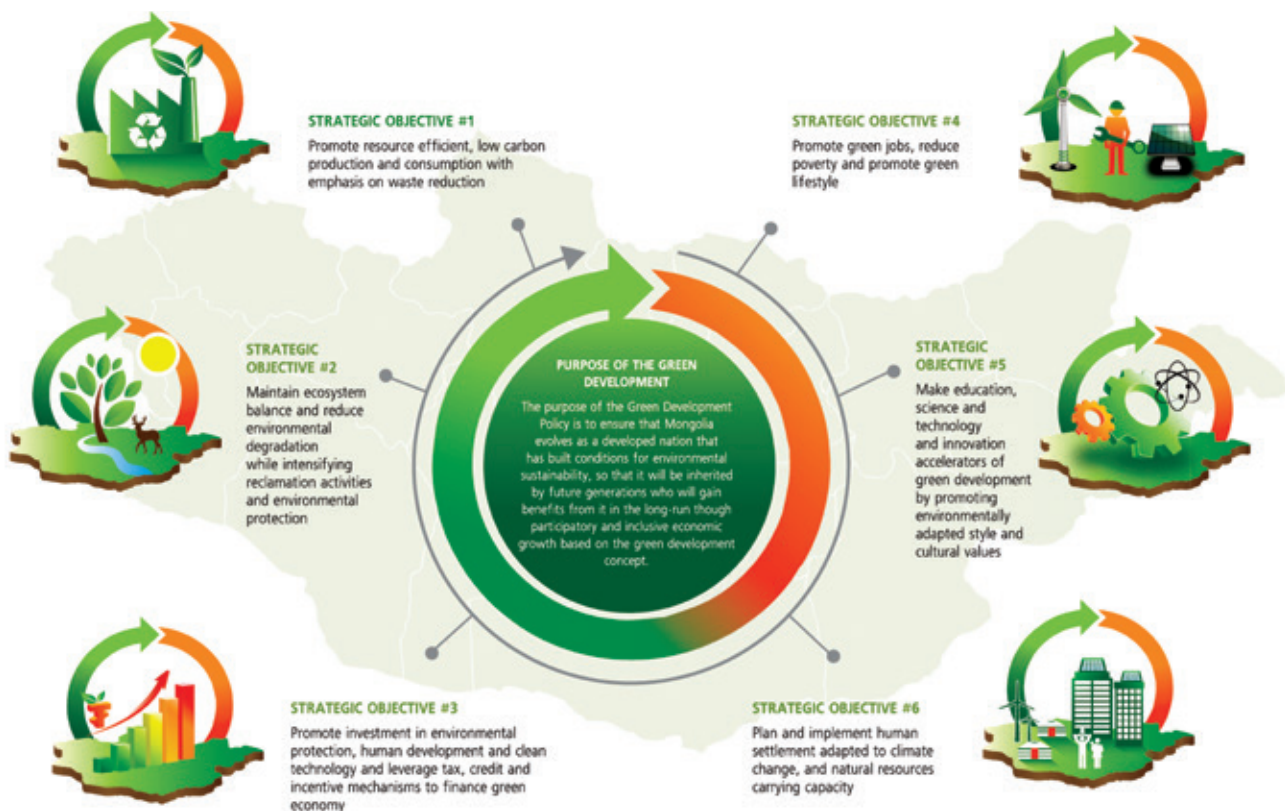 STRATEGIC OBJECTIVE #1
Promote resource efficient, low carbon
production and consumption with
emphasis on waste reduction
STRATEGIC OBJECTIVE #4
Promote green jobs, reduce
poverty and promote green
lifestyle
STRATEGIC
OBJECTIVE #2
Maintain ecosystem
balance and reduce
environmental
degradation
while intensifying
reclamation activities
and environmental
protection
PURPOSE OF THE GREEN
DEVELOPMENT
The purpose of the Green Development
Policy is to ensure that Mongolia
evolves as a developed nation that
has built conditions for environmental
sustainability, so that it will be inherited
by future generations who will gain
benefits from it in the long-run though
participatory and inclusive economic
growth based on the green development
concept.
STRATEGIC
OBJECTIVE #5
Make education,
science and
technology
and innovation
accelerators of
green development
by promoting
environmentally
adapted style and
cultural values
STRATEGIC OBJECTIVE #3
Promote investment in environmental
protection, human development and clean
technology and leverage tax, credit and
incentive mechanisms to finance green
economy
STRATEGIC OBJECTIVE #6
Plan and implement human
settlement adapted to climate
change, and natural resources
carrying capacity